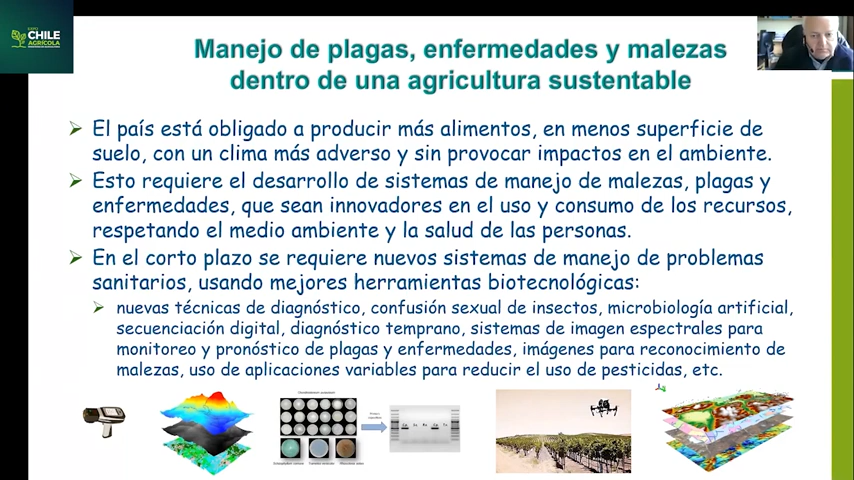 CHILE
AGRÍCOLA
Manejo de plagas, enfermedades y malezas
dentro de una agricultura sustentable
El país está obligado a producir más alimentos, en menos superficie de
suelo, con un clima más adverso y sin provocar impactos en el ambiente.
Esto requiere el desarrollo de sistemas de manejo de malezas, plagas y
enfermedades, que sean innovadores en el uso y consumo de los recursos,
respetando el medio ambiente y la salud de las personas.
En el corto plazo se requiere nuevos sistemas de manejo de problemas
sanitarios, usando mejores herramientas biotecnológicas:
nuevas técnicas de diagnóstico, confusión sexual de insectos, microbiología artificial,
secuenciación digital, diagnóstico temprano, sistemas de imagen espectrales para
monitoreo y pronóstico de plagas y enfermedades, imágenes para reconocimiento de
malezas, uso de aplicaciones variables para reducir el uso de pesticidas, etc.